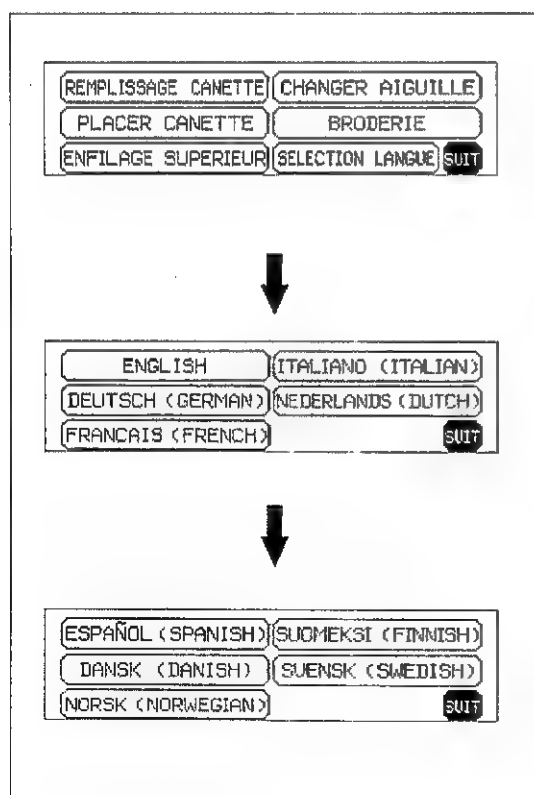 REMPLISSAGE CANETTE CHANGER AIGUILLE
PLACER CANETTE BRODERIE
ENFILAGE SUPERIEUR SELECTION LANGUE SUIT
ENGLISH ITALIANO (ITALIAN)
DEUTSCH (GERMAN) NEDERLANDS (DUTCH)
FRANCAIS (FRENCH) SUIT
ESPAÑOL (SPANISH) SUOMEKSI (FINNISH)
DANSK (DANISH) SVENSK (SWEDISH)
NORSK (NORWEGIAN) SUIT